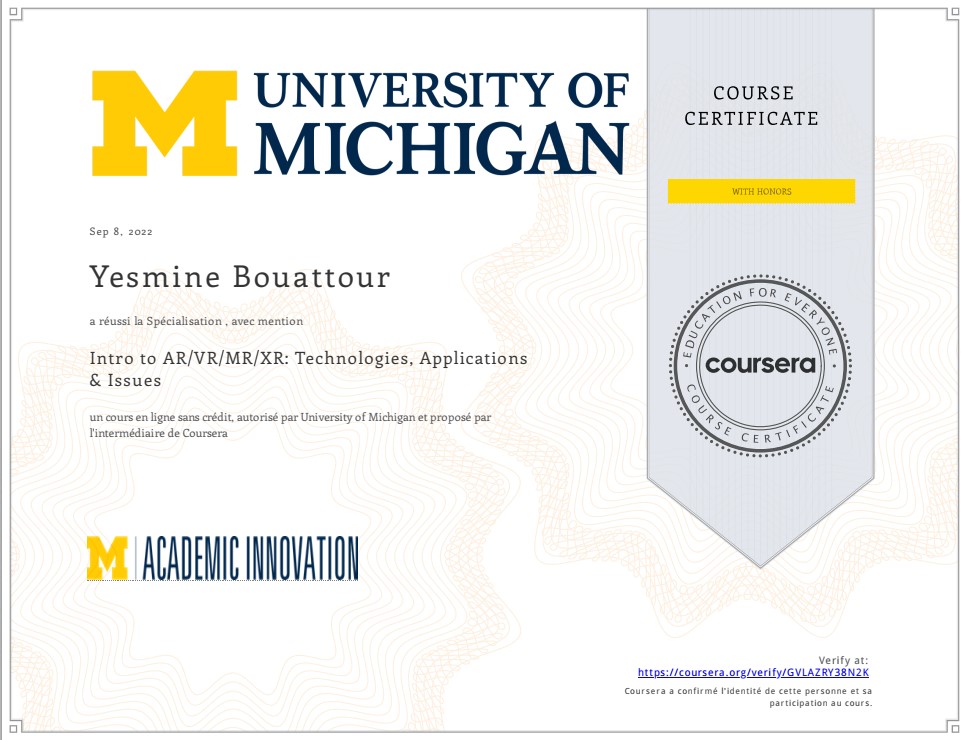 UNIVERSITY OF
MICHIGAN
COURSE
CERTIFICATE
WITH HONORS
Sep 8, 2022
Yesmine Bouattour
a réussi la Spécialisation , avec mention
Intro to AR/VR/MR/XR: Technologies, Applications
& Issues
un cours en ligne sans crédit, autorisé par University of Michigan et proposé par
l'intermédiaire de Coursera
EDUCATION FOR EVERYONE
coursera
COURSE CERTIFICATE
M ACADEMIC INNOVATION
Verify at:
https://coursera.org/verify/GVLAZRY38N2K
Coursera a confirmé l'identité de cette personne et sa
participation au cours.